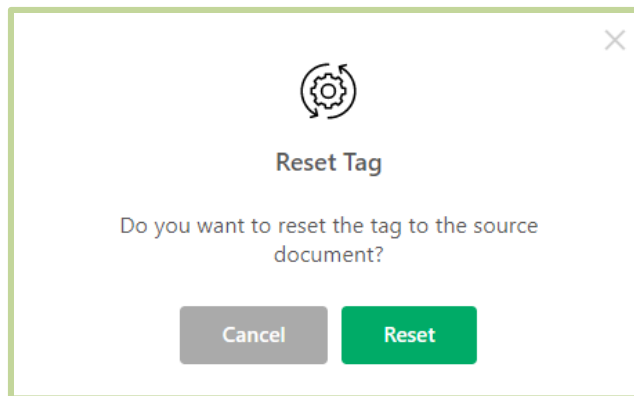 Reset Tag
Do you want to reset the tag to the source
document?
Cancel
Reset